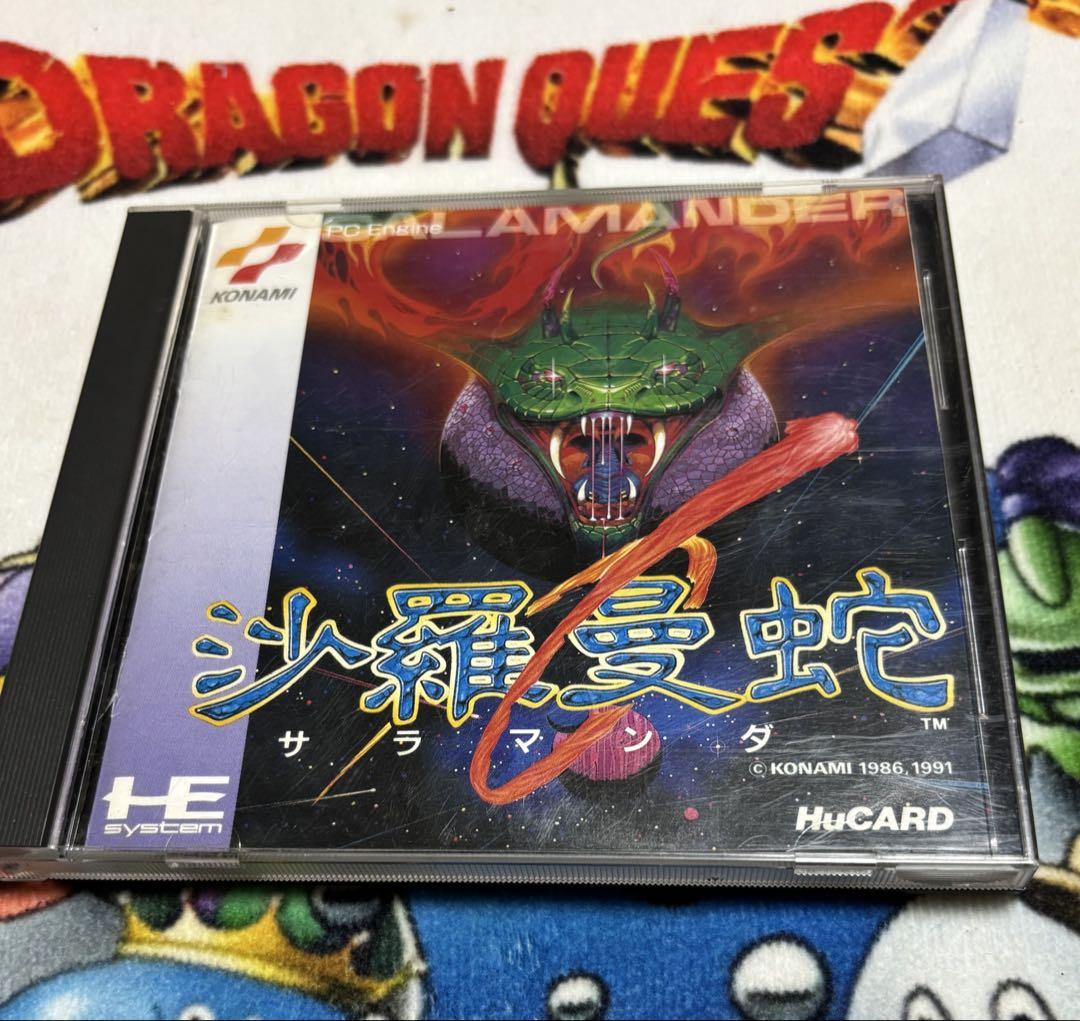 DRAGON QUEST
SALAMANDER
PC Engine
KONAMI
沙羅曼蛇
TM
サラマンダ
© KONAMI 1986, 1991
HE
system
HuCARD